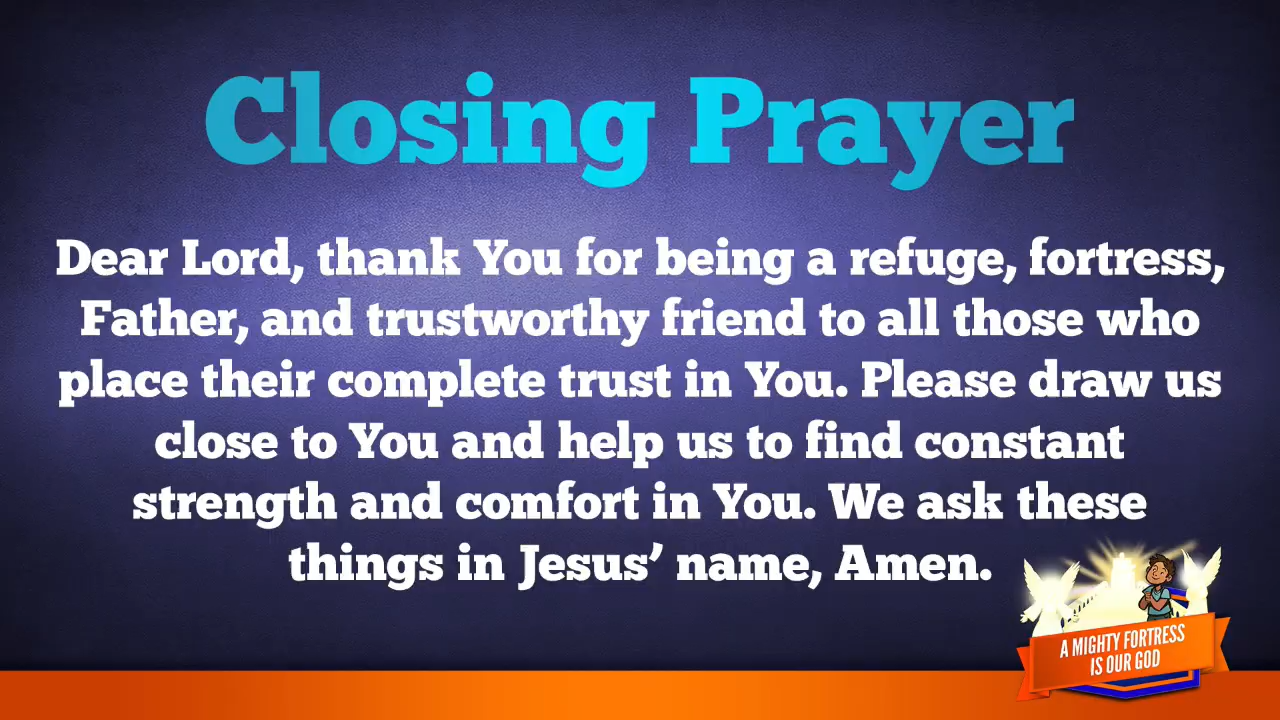 Closing Prayer
Dear Lord, thank You for being a refuge, fortress,
Father, and trustworthy friend to all those who
place their complete trust in You. Please draw us
close to You and help us to find constant
strength and comfort in You. We ask these
things in Jesus’ name, Amen.
A MIGHTY FORTRESS
IS OUR GOD